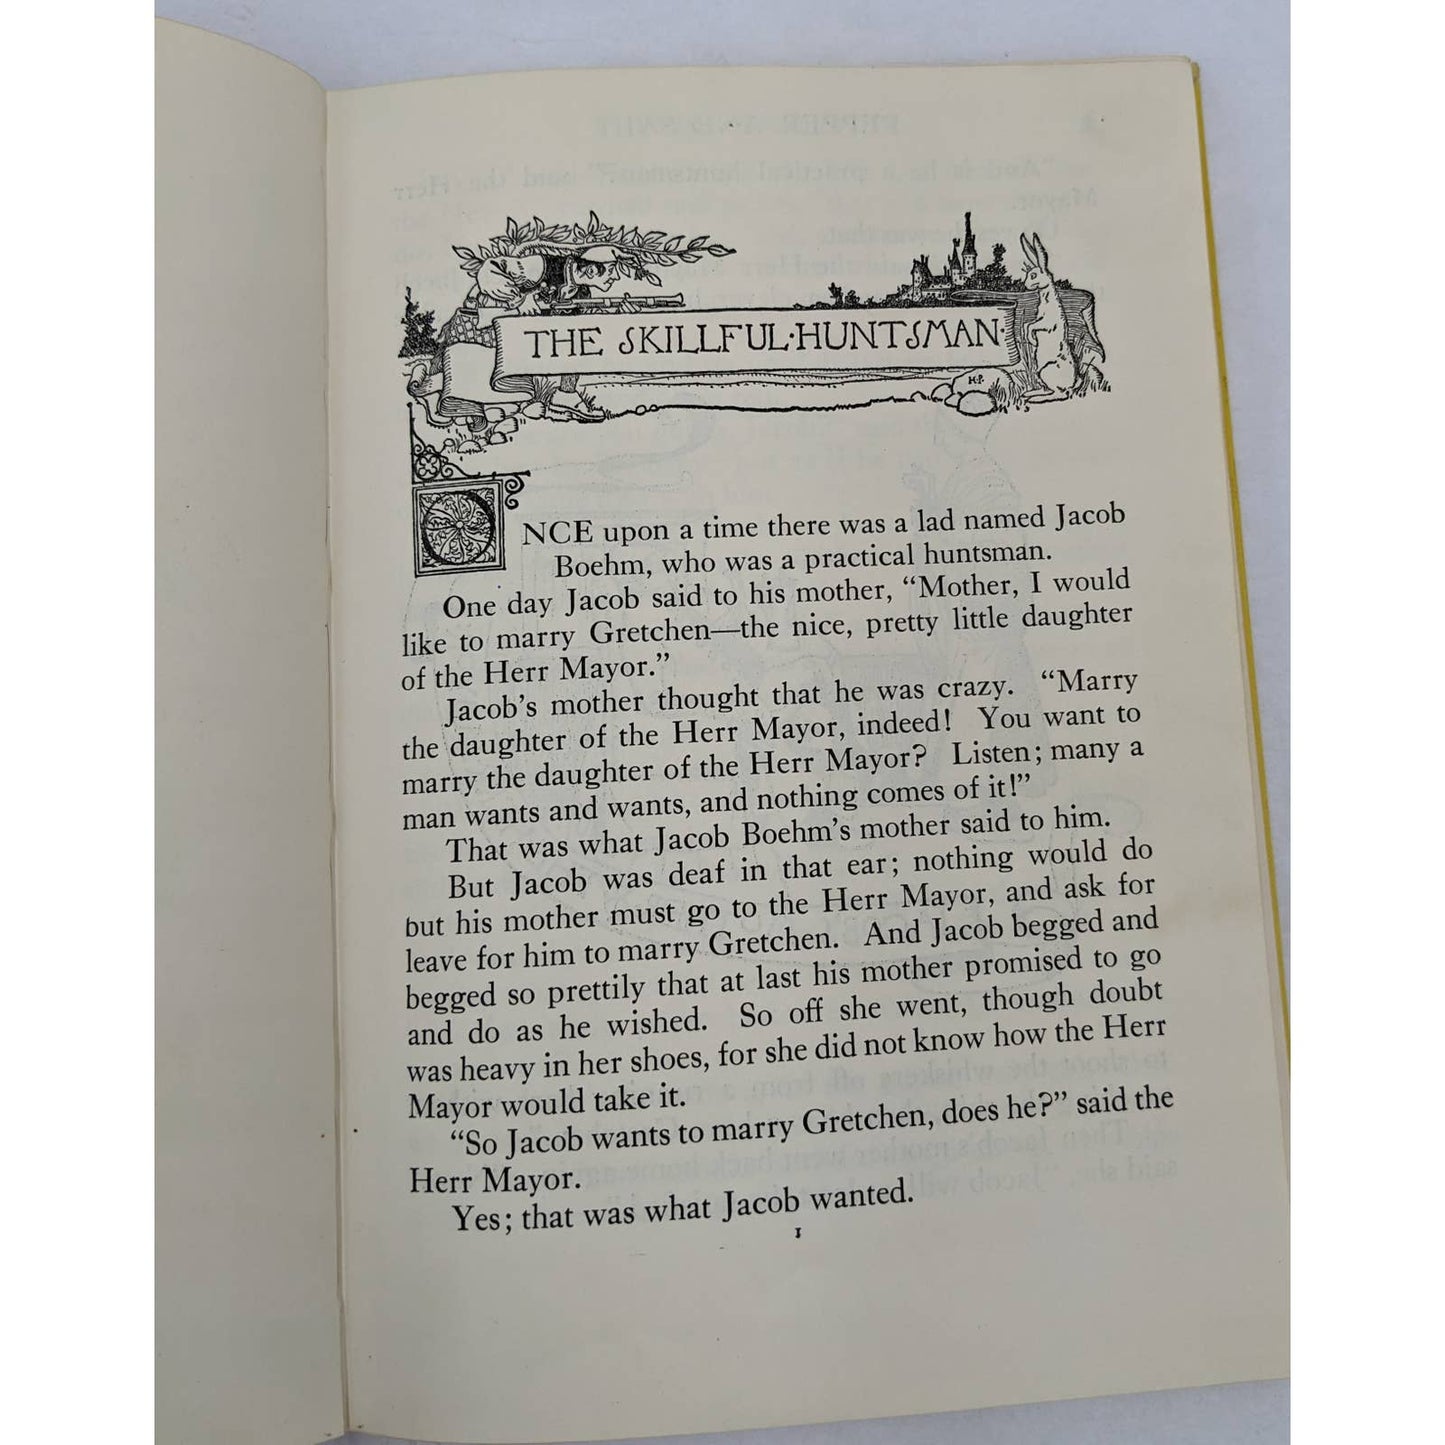 THE SKILLFUL·HUNTSMAN·
H·P·
ONCE upon a time there was a lad named Jacob
Boehm, who was a practical huntsman.
One day Jacob said to his mother, “Mother, I would
like to marry Gretchen—the nice, pretty little daughter
of the Herr Mayor.”
Jacob’s mother thought that he was crazy. “Marry
the daughter of the Herr Mayor, indeed! You want to
marry the daughter of the Herr Mayor? Listen; many a
man wants and wants, and nothing comes of it!”
That was what Jacob Boehm’s mother said to him.
But Jacob was deaf in that ear; nothing would do
but his mother must go to the Herr Mayor, and ask for
leave for him to marry Gretchen. And Jacob begged and
begged so prettily that at last his mother promised to go
and do as he wished. So off she went, though doubt
was heavy in her shoes, for she did not know how the Herr
Mayor would take it.
“So Jacob wants to marry Gretchen, does he?” said the
Herr Mayor.
Yes; that was what Jacob wanted.
1